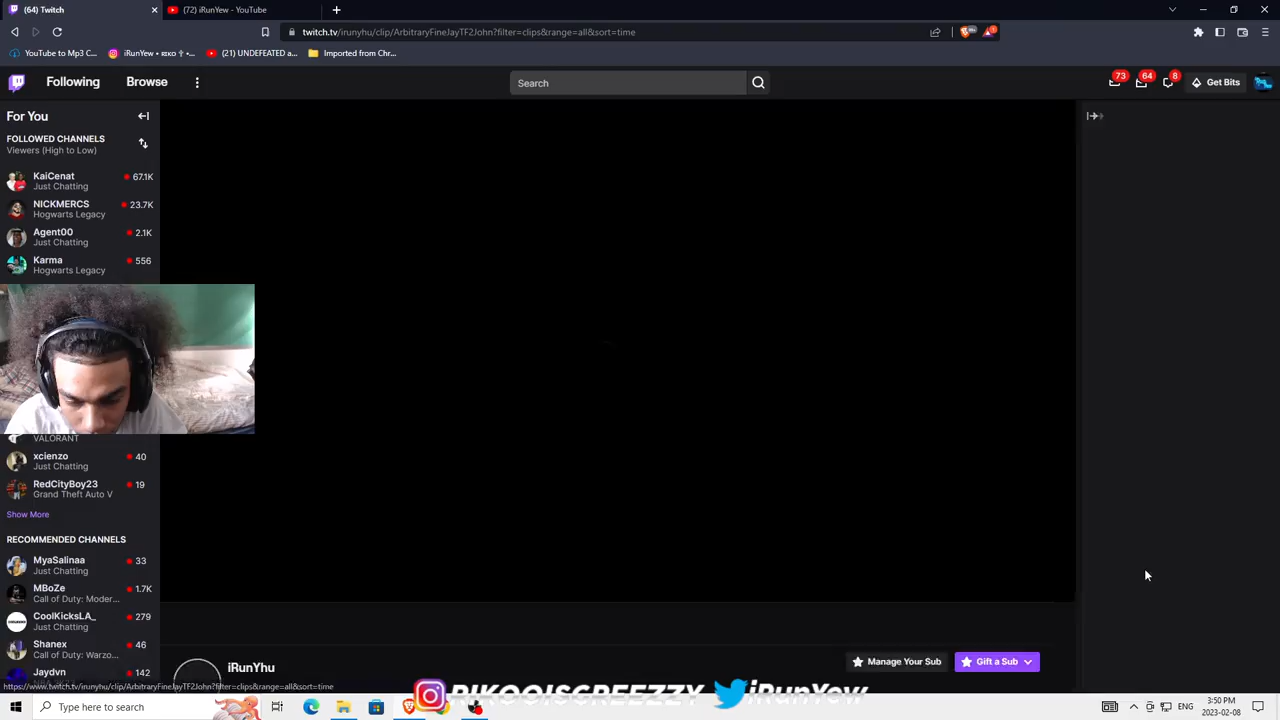 (64) Twitch
(72) iRunYew - YouTube
twitch.tv/irunyhu/clip/ArbitraryFineJayTF2John?filter=clips&range=all&sort=time
YouTube to Mp3 C...
(21) UNDEFEATED a...
Imported from Chr...
Following
Browse
Search
73
64
8
Get Bits
For You
FOLLOWED CHANNELS
Viewers (High to Low)
KaiCenat
67.1K
Just Chatting
NICKMERCS
23.7K
Hogwarts Legacy
Agent00
2.1K
Just Chatting
Karma
556
Hogwarts Legacy
VALORANT
xcienzo
40
Just Chatting
RedCityBoy23
19
Grand Theft Auto V
Show More
RECOMMENDED CHANNELS
MyaSalinaa
33
Just Chatting
MBoZe
1.7K
Call of Duty: Moder...
CoolKicksLA_
279
Just Chatting
Shanex
46
Call of Duty: Warzo...
Jaydvn
142
iRunYhu
Manage Your Sub
Gift a Sub
https://www.twitch.tv/irunyhu/clip/ArbitraryFineJayTF2John?filter=clips&range=all&sort=time
RIKOOISGREEZZY
iRunYew
Type here to search
ENG
3:50 PM
2023-02-08